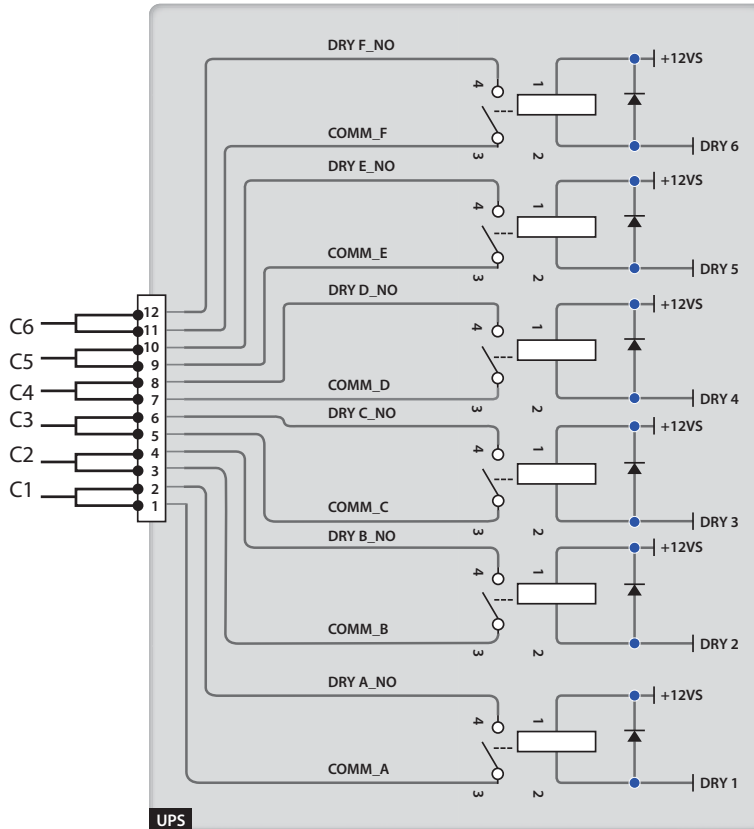 DRY F_NO
4
1
+12VS
COMM_F
3
2
DRY 6
DRY E_NO
4
1
+12VS
COMM_E
3
2
DRY 5
DRY D_NO
4
1
+12VS
COMM_D
3
2
DRY 4
DRY C_NO
4
1
+12VS
COMM_C
3
2
DRY 3
DRY B_NO
4
1
+12VS
COMM_B
3
2
DRY 2
DRY A_NO
4
1
+12VS
COMM_A
3
2
DRY 1
C6
C5
C4
C3
C2
C1
12
11
10
9
8
7
6
5
4
3
2
1
UPS